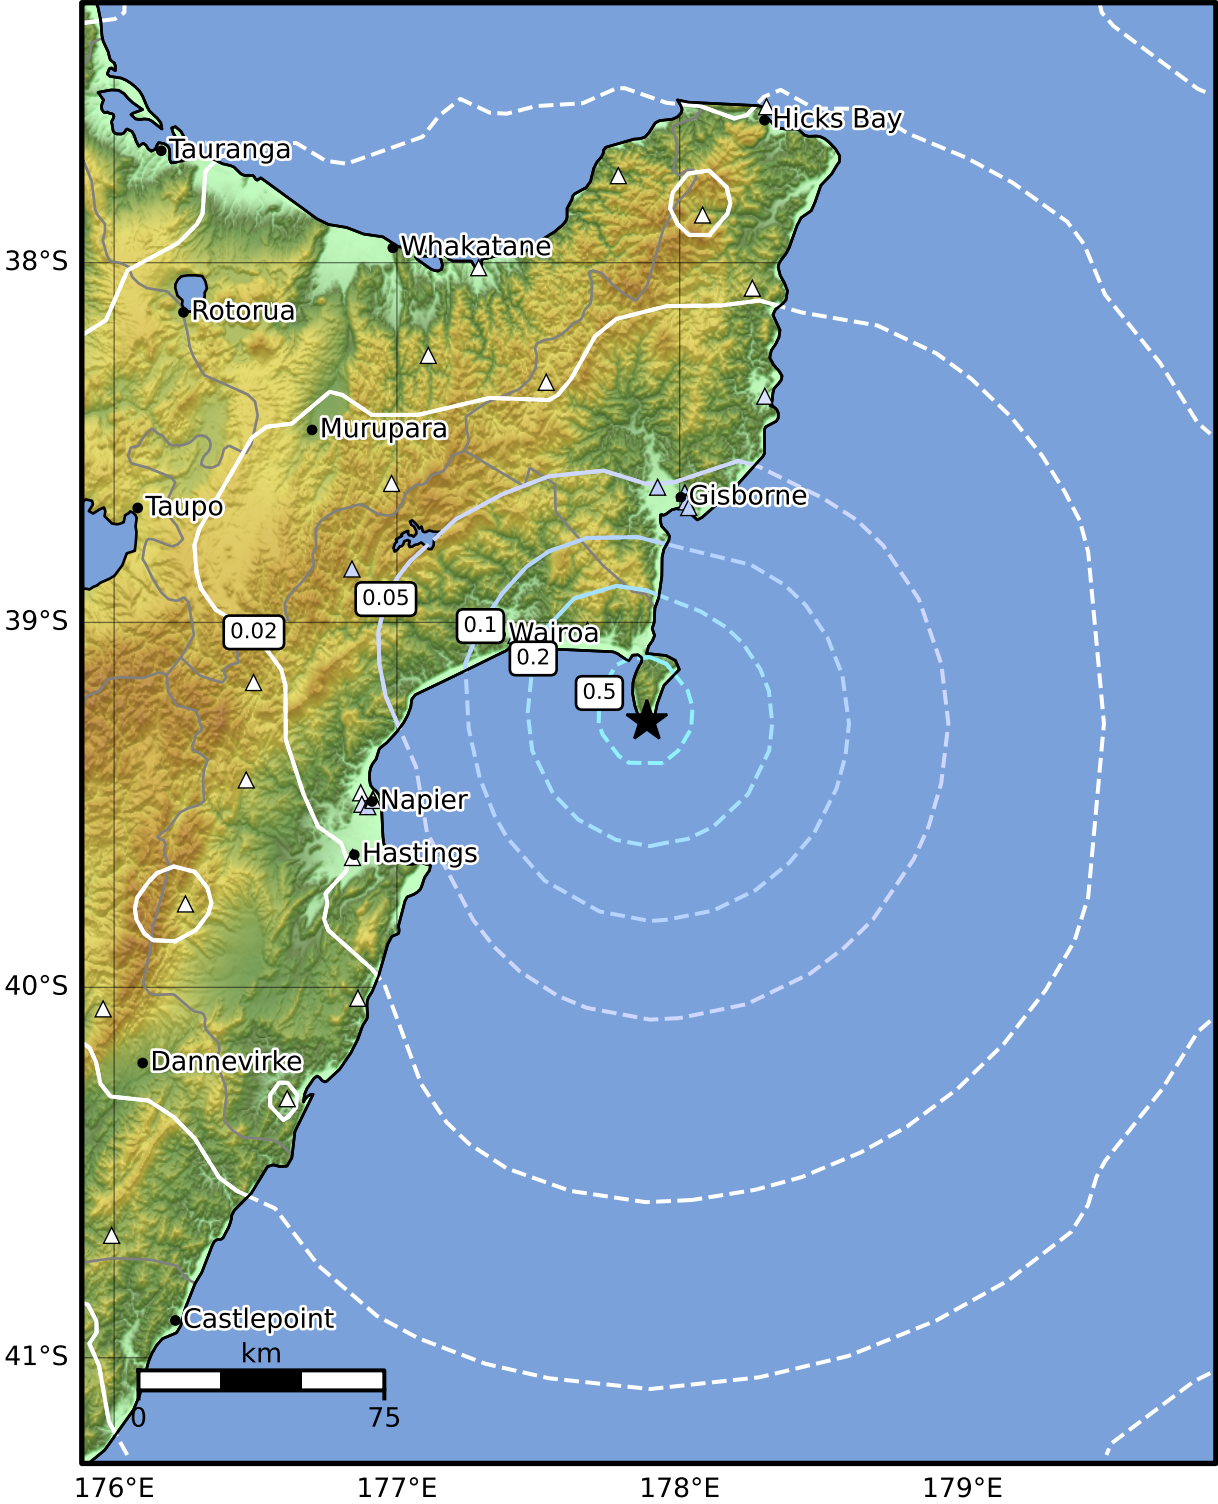 Hicks Bay
Tauranga
Whakatane
38°S
Rotorua
Murupara
Gisborne
Taupo
0.05
39°S
0.02
0.1
Wairoa
0.2
0.5
Napier
Hastings
40°S
Dannevirke
Castlepoint
41°S
km
0
75
176°E
177°E
178°E
179°E